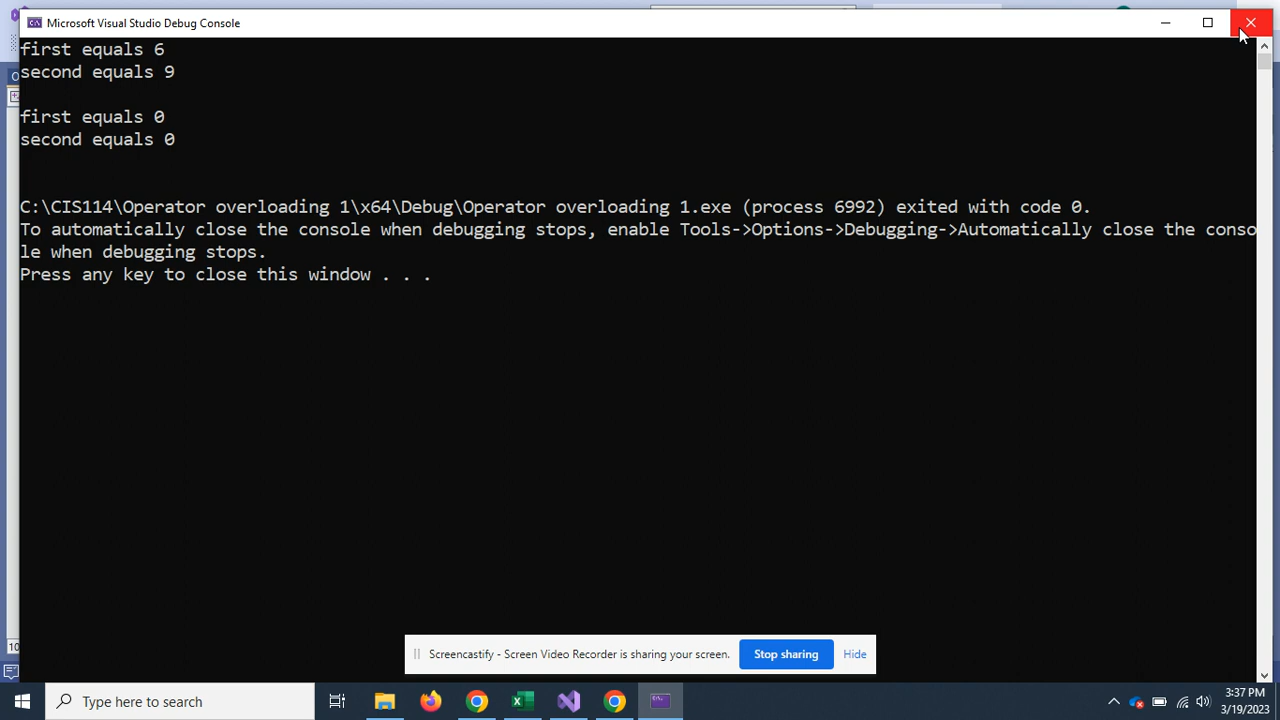 Microsoft Visual Studio Debug Console
first equals 6
second equals 9
first equals 0
second equals 0
C:\CIS114\Operator overloading 1\x64\Debug\Operator overloading 1.exe (process 6992) exited with code 0.
To automatically close the console when debugging stops, enable Tools->Options->Debugging->Automatically close the conso
le when debugging stops.
Press any key to close this window . . .
Screencastify - Screen Video Recorder is sharing your screen.
Stop sharing
Hide
Type here to search
3:37 PM
3/19/2023